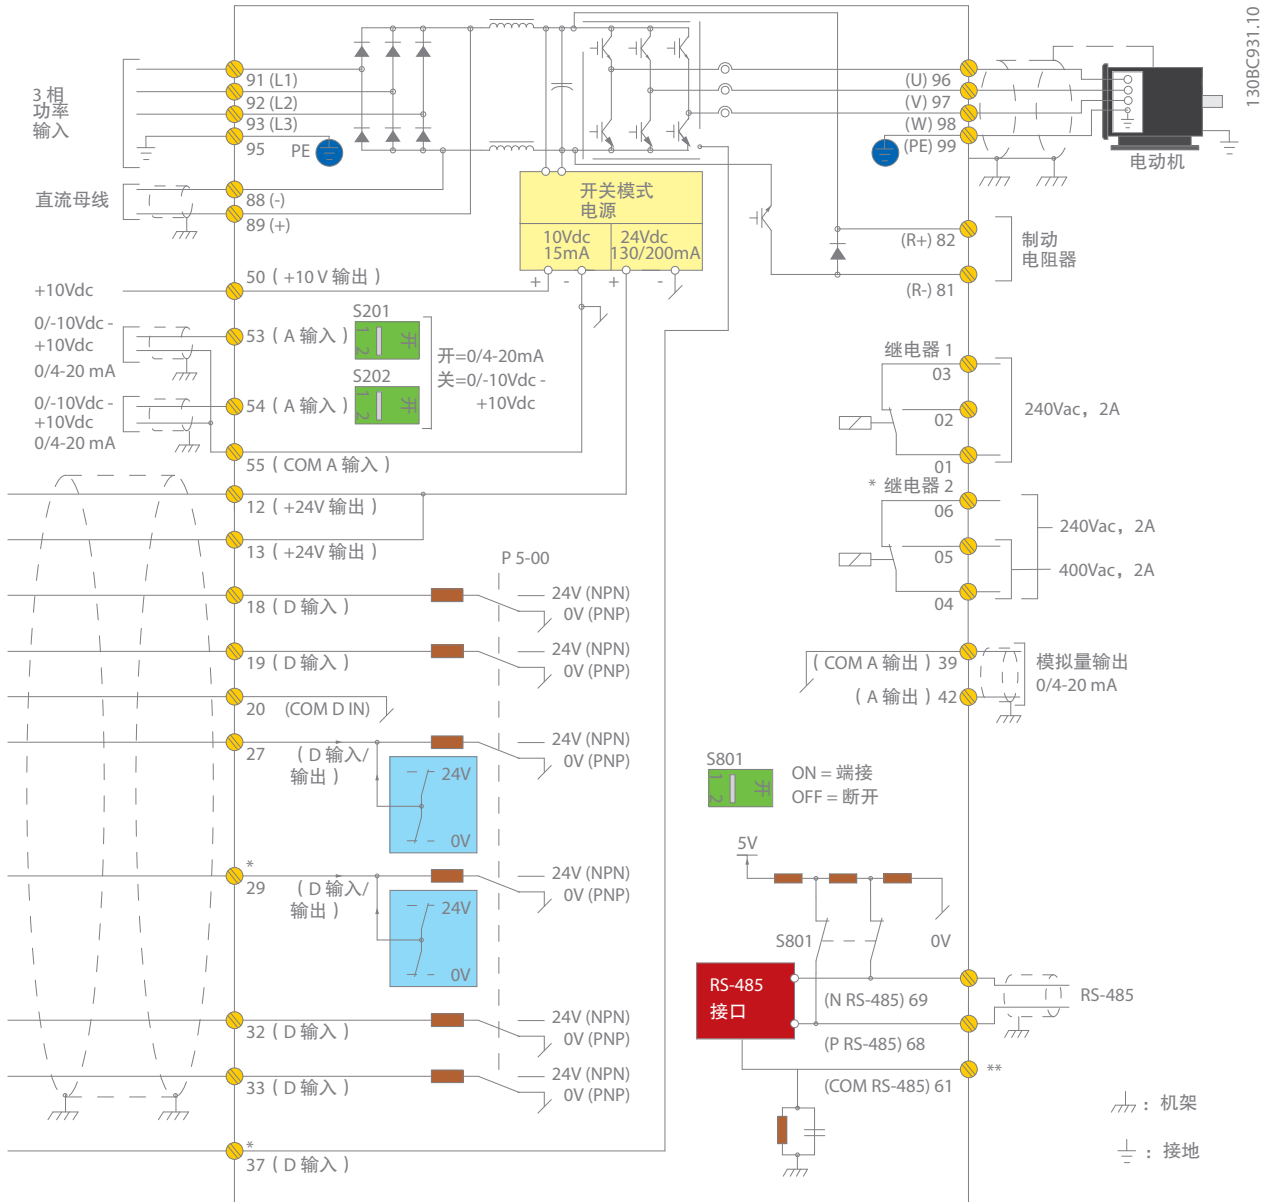 130BC931.10
3 相
功率
输入
91 (L1)
92 (L2)
93 (L3)
95
PE
直流母线
88 (-)
89 (+)
开关模式
电源
10Vdc
15mA
24Vdc
130/200mA
+
-
+
-
(U) 96
(V) 97
(W) 98
(PE) 99
电动机
(R+) 82
(R-) 81
制动
电阻器
+10Vdc
50 ( +10 V 输出 )
0/-10Vdc -
+10Vdc
0/4-20 mA
53 ( A 输入 )
S201
1
2
开
S202
1
2
开
开=0/4-20mA
关=0/-10Vdc -
+10Vdc
0/-10Vdc -
+10Vdc
0/4-20 mA
54 ( A 输入 )
55 ( COM A 输入 )
12 ( +24V 输出 )
13 ( +24V 输出 )
P 5-00
18 ( D 输入 )
24V (NPN)
0V (PNP)
19 ( D 输入 )
24V (NPN)
0V (PNP)
20 (COM D IN)
27
( D 输入/
输出 )
24V (NPN)
0V (PNP)
24V
0V
*
29
( D 输入/
输出 )
24V (NPN)
0V (PNP)
24V
0V
32 ( D 输入 )
24V (NPN)
0V (PNP)
33 ( D 输入 )
24V (NPN)
0V (PNP)
*
37 ( D 输入 )
继电器 1
03
02
01
240Vac, 2A
* 继电器 2
06
05
04
240Vac, 2A
400Vac, 2A
( COM A 输出 ) 39
( A 输出 ) 42
模拟量输出
0/4-20 mA
S801
1
2
开
ON = 端接
OFF = 断开
5V
S801
0V
RS-485
接口
(N RS-485) 69
(P RS-485) 68
(COM RS-485) 61
RS-485
**
: 机架
: 接地